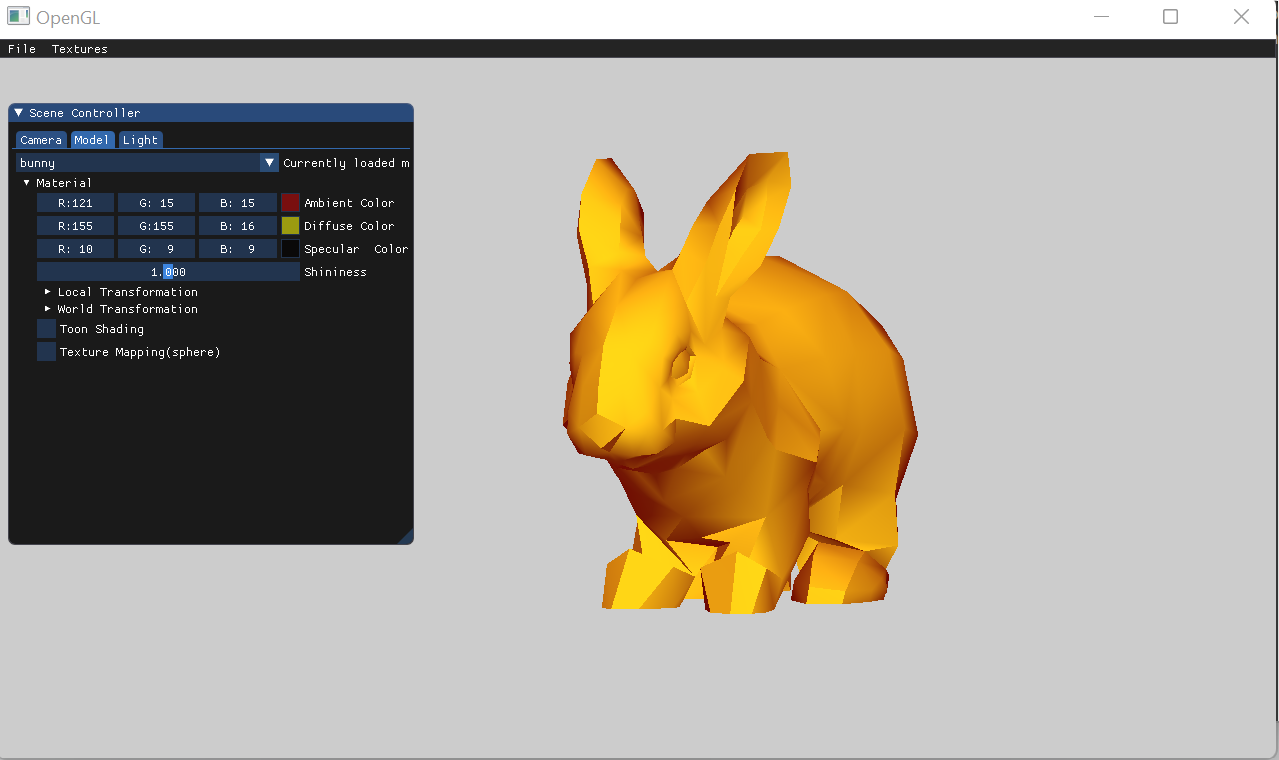 OpenGL
File Textures
Scene Controller
Camera Model Light
bunny Currently loaded m
Material
R:121 G: 15 B: 15 Ambient Color
R:155 G:155 B: 16 Diffuse Color
R: 10 G: 9 B: 9 Specular Color
1.000 Shininess
Local Transformation
World Transformation
Toon Shading
Texture Mapping(sphere)